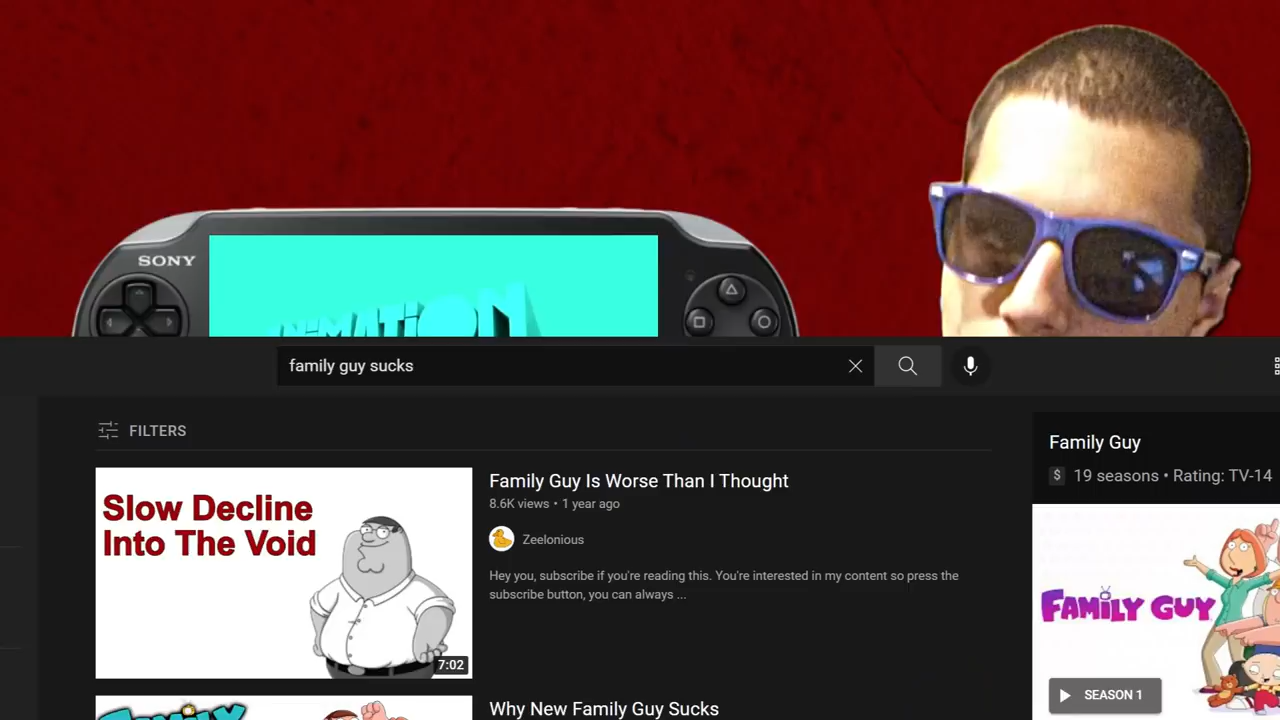 SONY
ANIMATION
family guy sucks
FILTERS
Family Guy
$ 19 seasons • Rating: TV-14
Slow Decline
Into The Void
7:02
Family Guy Is Worse Than I Thought
8.6K views • 1 year ago
Zeelonious
Hey you, subscribe if you're reading this. You're interested in my content so press the
subscribe button, you can always ...
FAMILY GUY
SEASON 1
FAMILY
Why New Family Guy Sucks